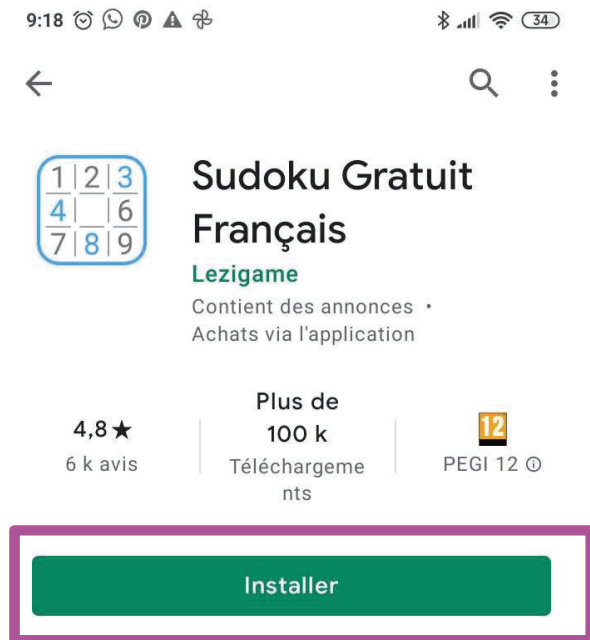 9:18 34
1 2 3
4 6
7 8 9
Sudoku Gratuit
Français
Lezigame
Contient des annonces •
Achats via l'application
4,8★
6 k avis
Plus de
100 k
Téléchargeme
nts
12
PEGI 12
Installer